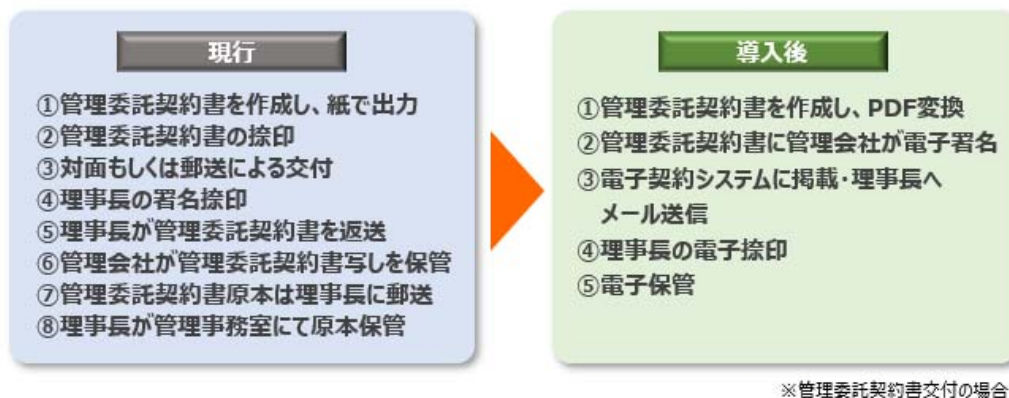 現行
①管理委託契約書を作成し、紙で出力
②管理委託契約書の捺印
③対面もしくは郵送による交付
④理事長の署名捺印
⑤理事長が管理委託契約書を返送
⑥管理会社が管理委託契約書写しを保管
⑦管理委託契約書原本は理事長に郵送
⑧理事長が管理事務室にて原本保管
導入後
①管理委託契約書を作成し、PDF変換
②管理委託契約書に管理会社が電子署名
③電子契約システムに掲載・理事長へ
メール送信
④理事長の電子捺印
⑤電子保管
※管理委託契約書交付の場合